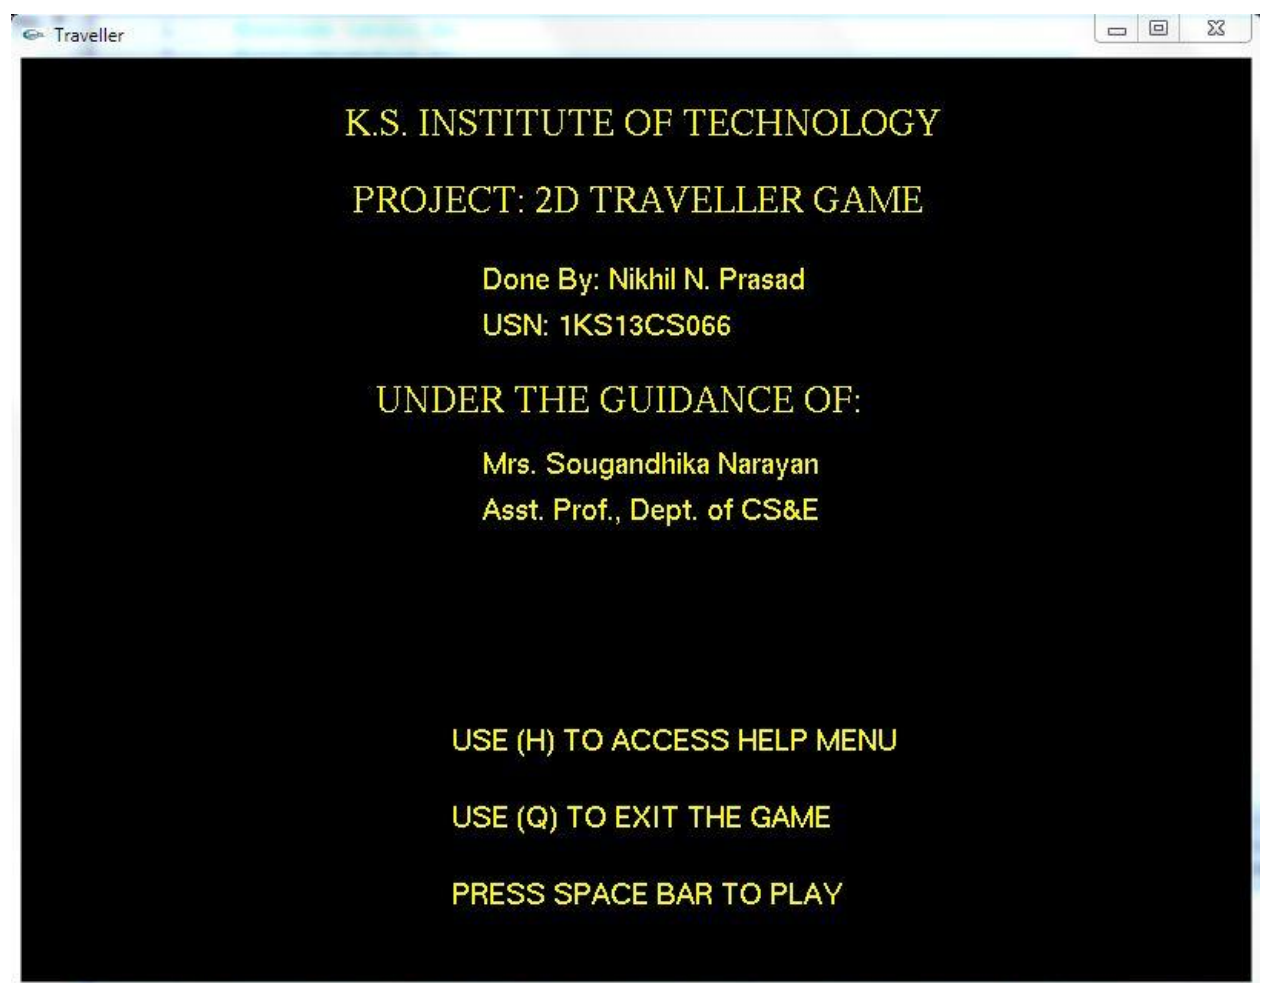 Traveller
K.S. INSTITUTE OF TECHNOLOGY
PROJECT: 2D TRAVELLER GAME
Done By: Nikhil N. Prasad
USN: 1KS13CS066
UNDER THE GUIDANCE OF:
Mrs. Sougandhika Narayan
Asst. Prof., Dept. of CS&E
USE (H) TO ACCESS HELP MENU
USE (Q) TO EXIT THE GAME
PRESS SPACE BAR TO PLAY